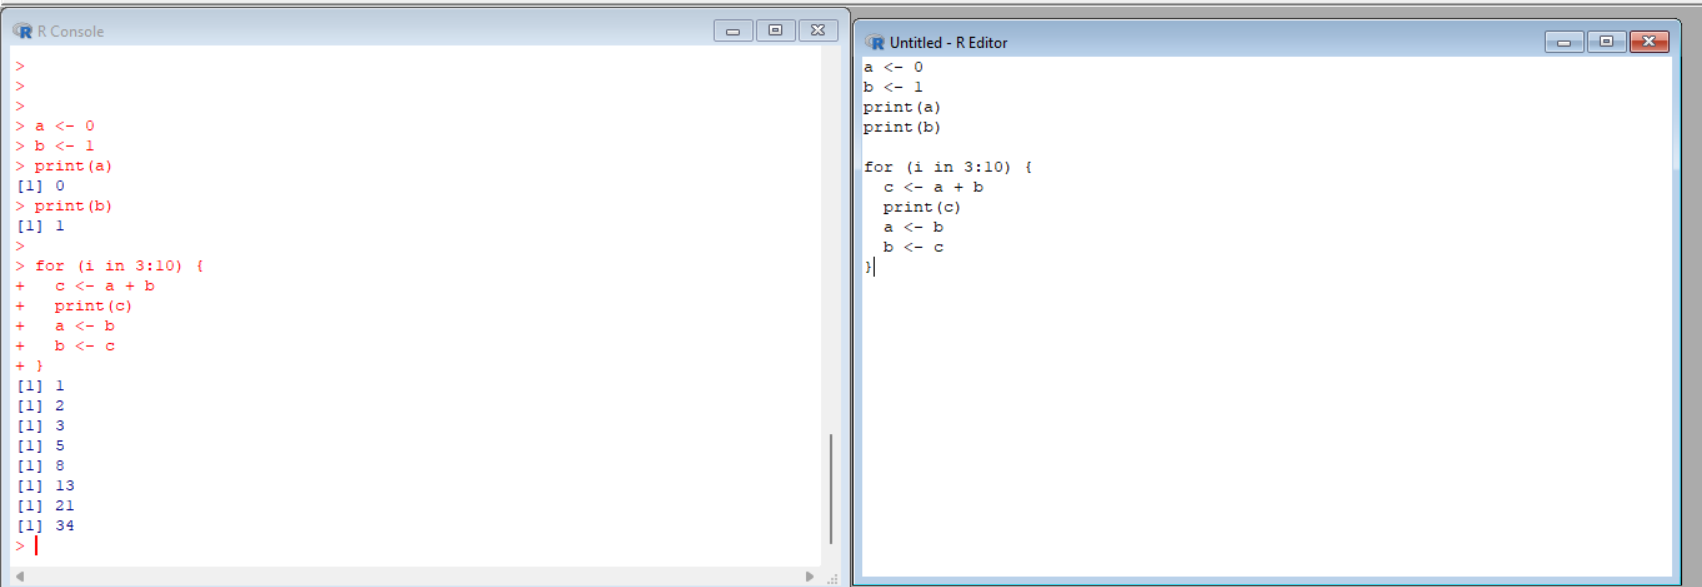 R Console
>
>
>
> a <- 0
> b <- 1
> print(a)
[1] 0
> print(b)
[1] 1
>
> for (i in 3:10) {
+   c <- a + b
+   print(c)
+   a <- b
+   b <- c
+ }
[1] 1
[1] 2
[1] 3
[1] 5
[1] 8
[1] 13
[1] 21
[1] 34
>
Untitled - R Editor
a <- 0
b <- 1
print(a)
print(b)

for (i in 3:10) {
  c <- a + b
  print(c)
  a <- b
  b <- c
}